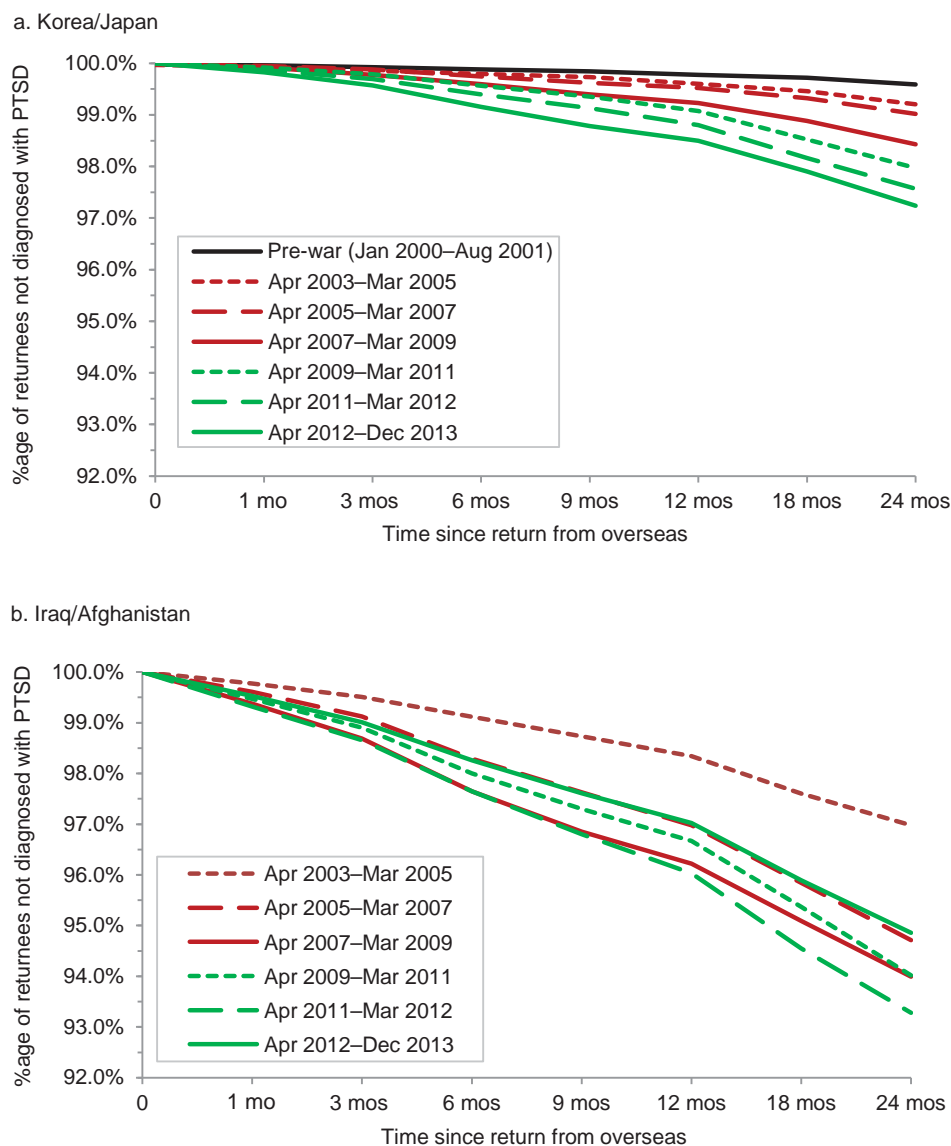 a. Korea/Japan
%age of returnees not diagnosed with PTSD
100.0%
99.0%
98.0%
97.0%
96.0%
95.0%
94.0%
93.0%
92.0%
Pre-war (Jan 2000–Aug 2001)
Apr 2003–Mar 2005
Apr 2005–Mar 2007
Apr 2007–Mar 2009
Apr 2009–Mar 2011
Apr 2011–Mar 2012
Apr 2012–Dec 2013
0 1 mo 3 mos 6 mos 9 mos 12 mos 18 mos 24 mos
Time since return from overseas
b. Iraq/Afghanistan
%age of returnees not diagnosed with PTSD
100.0%
99.0%
98.0%
97.0%
96.0%
95.0%
94.0%
93.0%
92.0%
Apr 2003–Mar 2005
Apr 2005–Mar 2007
Apr 2007–Mar 2009
Apr 2009–Mar 2011
Apr 2011–Mar 2012
Apr 2012–Dec 2013
0 1 mo 3 mos 6 mos 9 mos 12 mos 18 mos 24 mos
Time since return from overseas